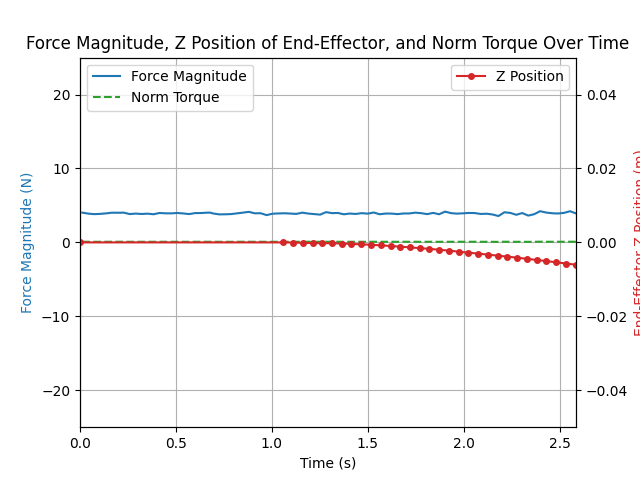 Force Magnitude, Z Position of End-Effector, and Norm Torque Over Time
Force Magnitude
Norm Torque
Z Position
20
10
0
−10
−20
0.04
0.02
0.00
−0.02
−0.04
0.0
0.5
1.0
1.5
2.0
2.5
Force Magnitude (N)
End-Effector Z Position (m)
Time (s)